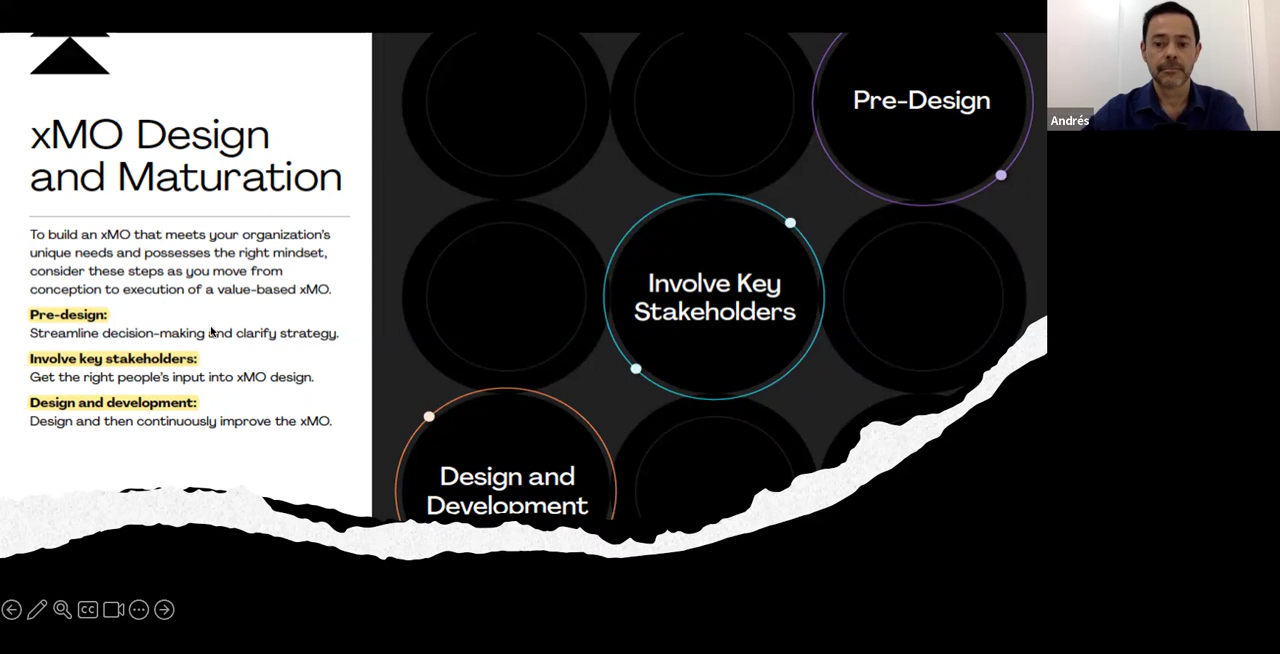 xMO Design
and Maturation
To build an xMO that meets your organization's
unique needs and possesses the right mindset,
consider these steps as you move from
conception to execution of a value-based xMO.
Pre-design:
Streamline decision-making and clarify strategy.
Involve key stakeholders:
Get the right people's input into xMO design.
Design and development:
Design and then continuously improve the xMO.
Pre-Design
Involve Key
Stakeholders
Design and
Development
Andrés
CC